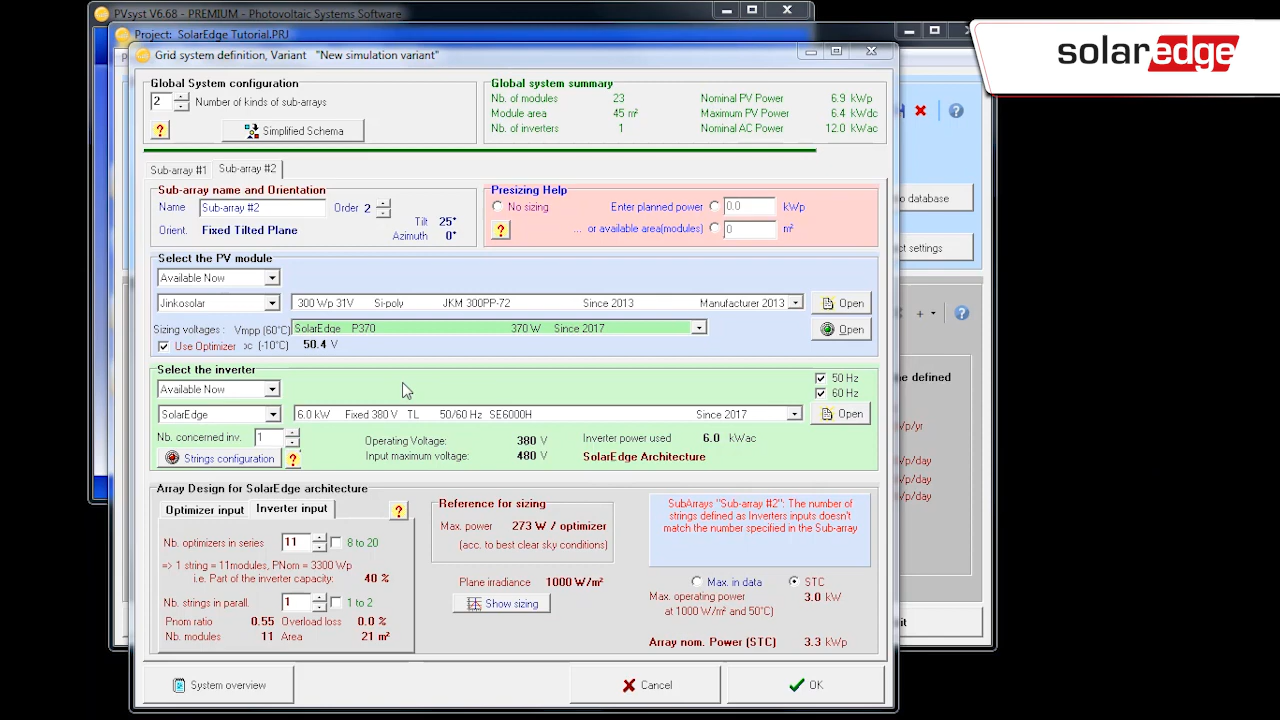 PVsyst V6.68 - PREMIUM - Photovoltaic Systems Software
Project: SolarEdge Tutorial.PRJ
Grid system definition, Variant "New simulation variant"
solaredge
Global System configuration
2 Number of kinds of sub-arrays
? Simplified Schema
Global system summary
Nb. of modules 23 Nominal PV Power 6.9 kWp
Module area 45 m² Maximum PV Power 6.4 kWdc
Nb. of inverters 1 Nominal AC Power 12.0 kWac
Sub-array #1 Sub-array #2
Sub-array name and Orientation
Name Sub-array #2 Order 2
Tilt 25°
Orient. Fixed Tilted Plane Azimuth 0°
Presizing Help
No sizing Enter planned power 0.0 kWp
? ... or available area(modules) 0 m²
o database
ct settings
Select the PV module
Available Now
Jinkosolar 300 Wp 31V Si-poly JKM 300PP-72 Since 2013 Manufacturer 2013 Open
Sizing voltages : Vmpp (60°C) SolarEdge P370 370 W Since 2017 Open
Use Optimizer oc (-10°C) 50.4 V
Select the inverter
Available Now 50 Hz
60 Hz
SolarEdge 6.0 kW Fixed 380 V TL 50/60 Hz SE6000H Since 2017 Open
Nb. concerned inv. 1 Operating Voltage: 380 V Inverter power used 6.0 kWac
Strings configuration ? Input maximum voltage: 480 V SolarEdge Architecture
+
?
e defined
Vp/yr
Vp/day
Vp/day
Vp/day
it
Array Design for SolarEdge architecture
Optimizer input Inverter input ?
Nb. optimizers in series 11 8 to 20
=> 1 string = 11modules, PNom = 3300 Wp
i.e. Part of the inverter capacity: 40 %
Nb. strings in parall. 1 1 to 2
Pnom ratio 0.55 Overload loss 0.0 %
Nb. modules 11 Area 21 m²
Reference for sizing
Max. power 273 W / optimizer
(acc. to best clear sky conditions)
Plane irradiance 1000 W/m²
Show sizing
SubArrays "Sub-array #2": The number of
strings defined as Inverters inputs doesn't
match the number specified in the Sub-array
Max. in data STC
Max. operating power 3.0 kW
at 1000 W/m² and 50°C)
Array nom. Power (STC) 3.3 kWp
System overview Cancel OK